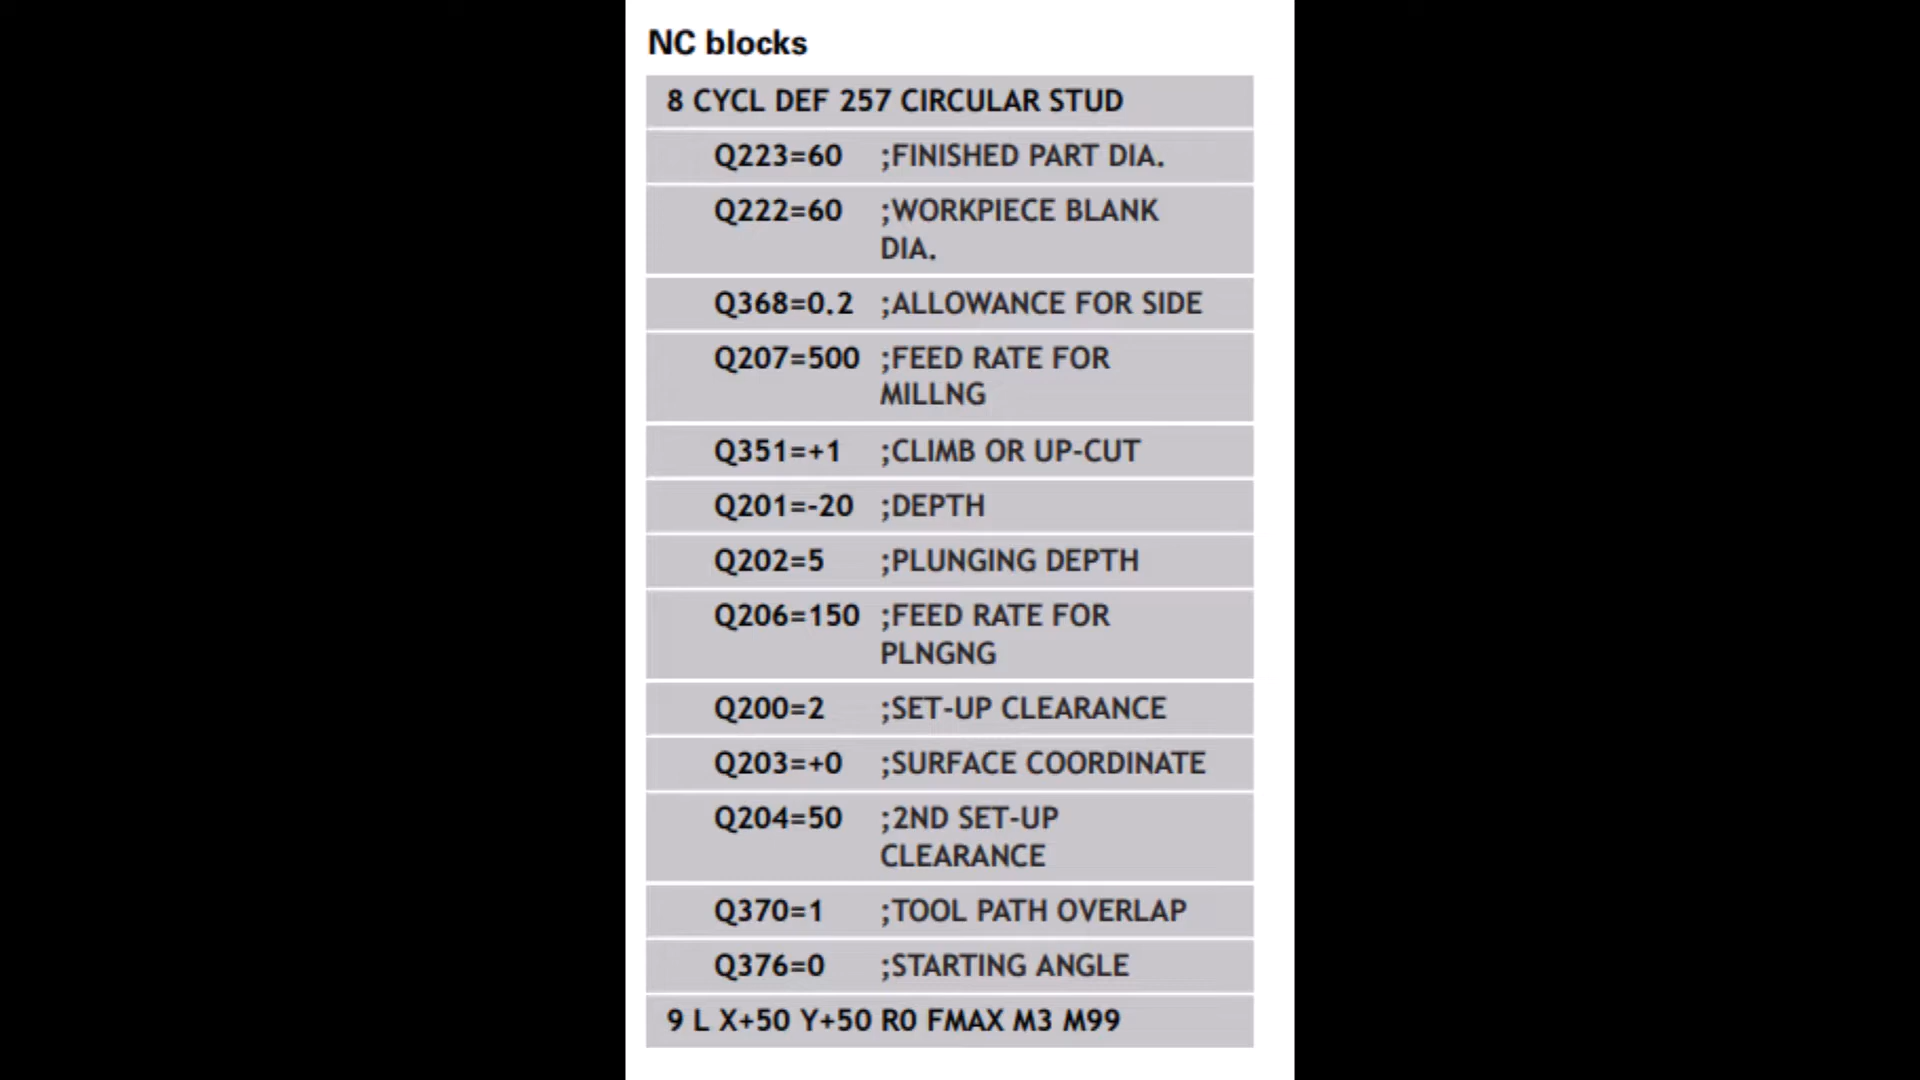 NC blocks
8 CYCL DEF 257 CIRCULAR STUD
Q223=60 ;FINISHED PART DIA.
Q222=60 ;WORKPIECE BLANK
DIA.
Q368=0.2 ;ALLOWANCE FOR SIDE
Q207=500 ;FEED RATE FOR
MILLNG
Q351=+1 ;CLIMB OR UP-CUT
Q201=-20 ;DEPTH
Q202=5 ;PLUNGING DEPTH
Q206=150 ;FEED RATE FOR
PLNGNG
Q200=2 ;SET-UP CLEARANCE
Q203=+0 ;SURFACE COORDINATE
Q204=50 ;2ND SET-UP
CLEARANCE
Q370=1 ;TOOL PATH OVERLAP
Q376=0 ;STARTING ANGLE
9 L X+50 Y+50 R0 FMAX M3 M99